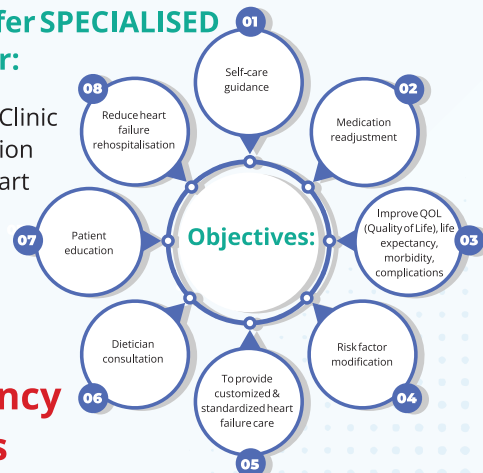 fer SPECIALISED
r:
Clinic
ion
art
ncy
s
Objectives:
01
Self-care
guidance
02
Medication
readjustment
03
Improve QOL
(Quality of Life), life
expectancy,
morbidity,
complications
04
Risk factor
modification
05
To provide
customized &
standardized heart
failure care
06
Dietician
consultation
07
Patient
education
08
Reduce heart
failure
rehospitalisation